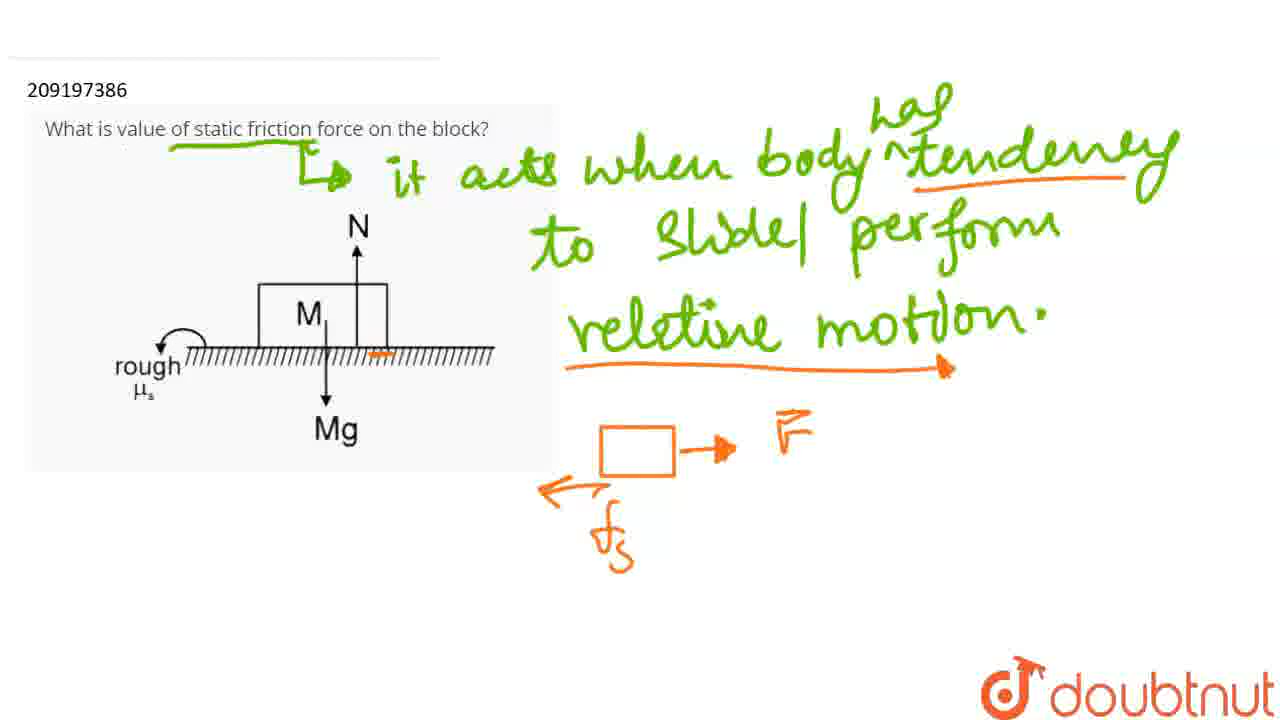 209197386
What is value of static friction force on the block?
it acts when body ^has tendency
to slide/ perform
reletive motion.
N
M
rough
μs
Mg
F
fs
doubtnut